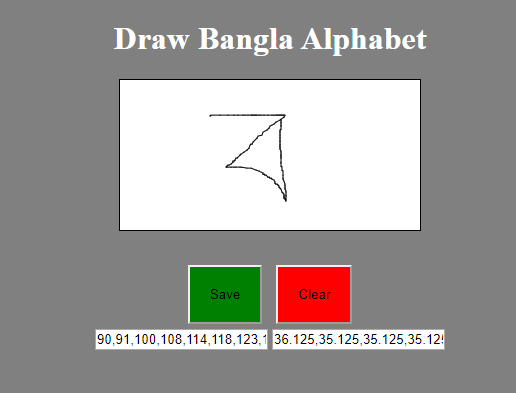 Draw Bangla Alphabet
ব
Save Clear
90,91,100,108,114,118,123,1 36.125,35.125,35.125,35.125